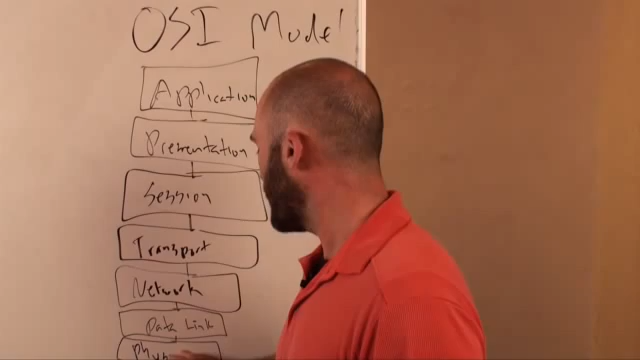 OSI Model
Application
Presentation
Session
Transport
Network
Data Link